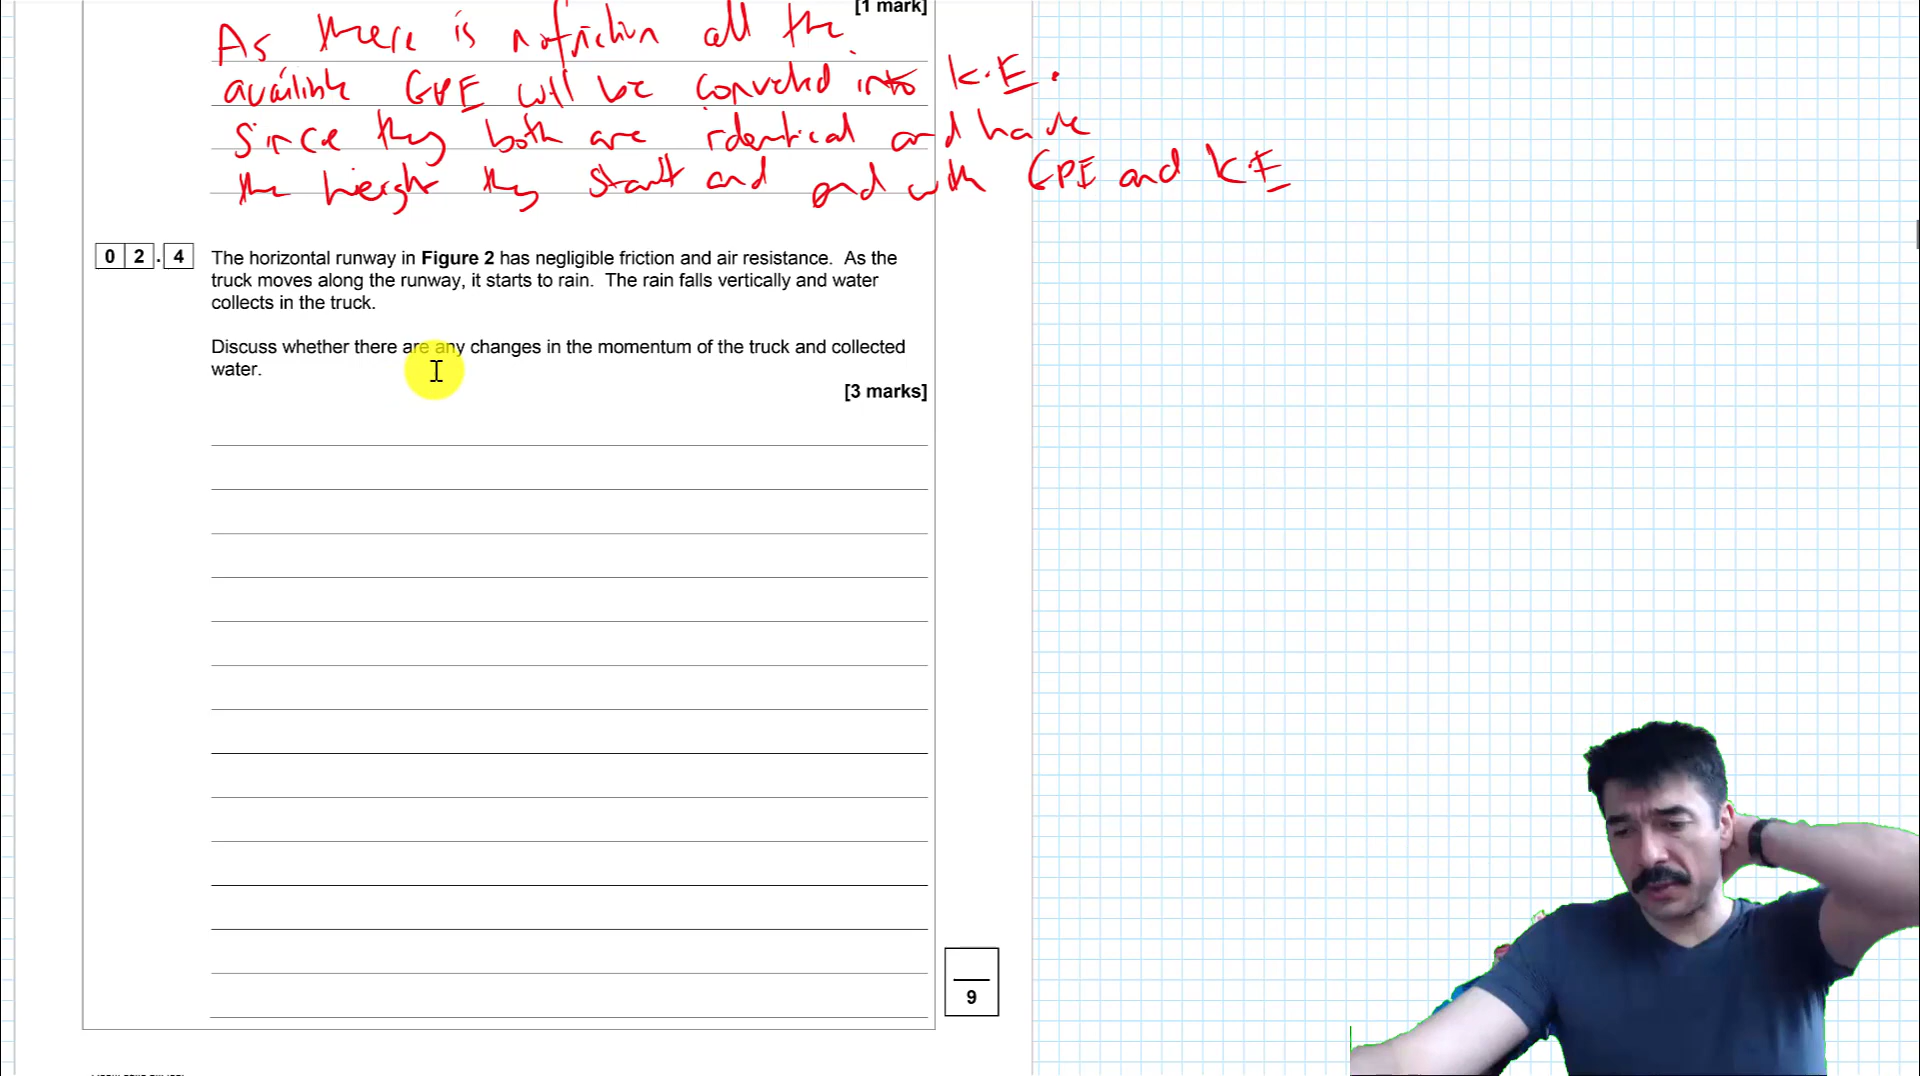 [1 mark]
As there is no friction all the
available GPE will be converted into K.E.
Since they both are identical and have
the height they start and end with GPE and KE
0 2 . 4 The horizontal runway in Figure 2 has negligible friction and air resistance. As the
truck moves along the runway, it starts to rain. The rain falls vertically and water
collects in the truck.
Discuss whether there are any changes in the momentum of the truck and collected
water.
[3 marks]
9